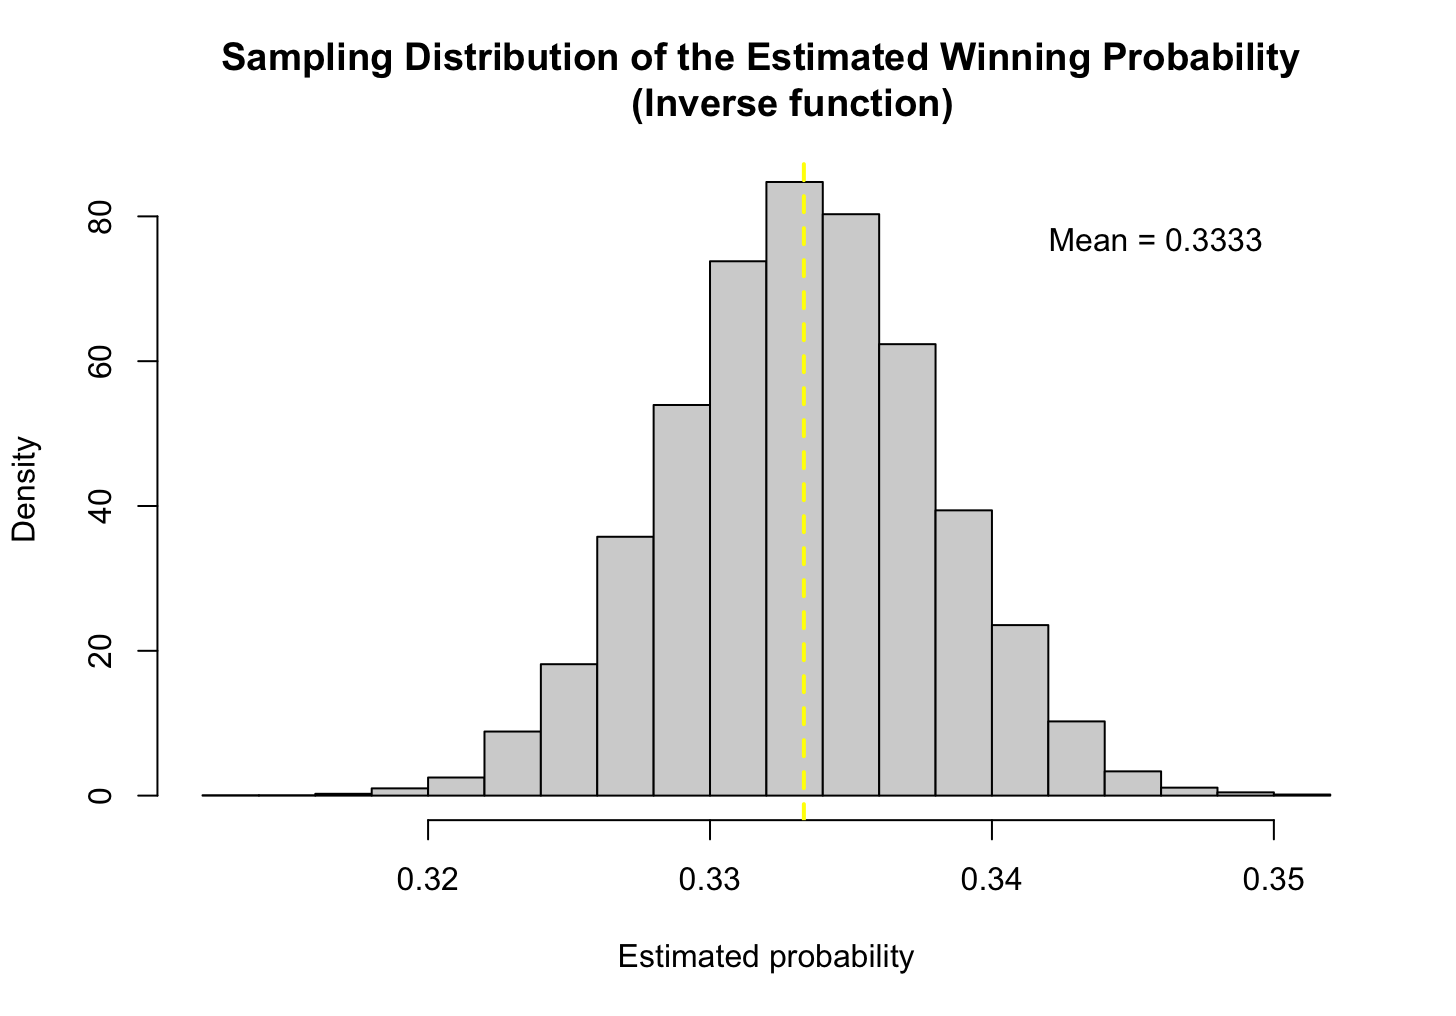 Sampling Distribution of the Estimated Winning Probability
(Inverse function)
Mean = 0.3333
Density
80
60
40
20
0
0.32 0.33 0.34 0.35
Estimated probability